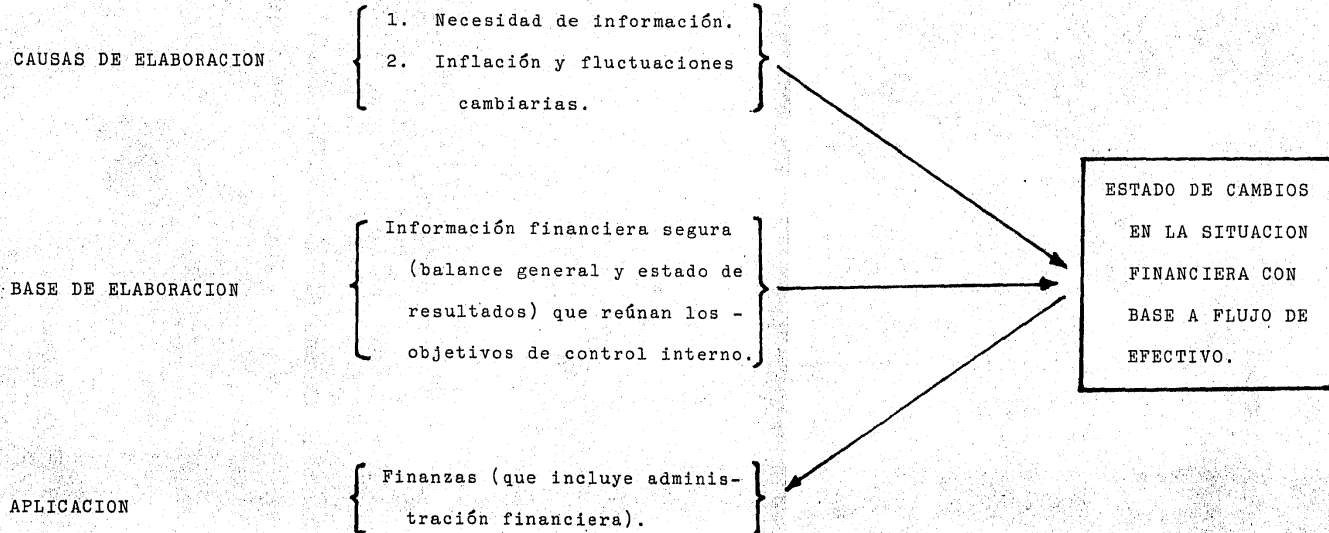 CAUSAS DE ELABORACION
1. Necesidad de información.
2. Inflación y fluctuaciones
cambiarias.
BASE DE ELABORACION
Información financiera segura
(balance general y estado de
resultados) que reúnan los -
objetivos de control interno.
APLICACION
Finanzas (que incluye adminis-
tración financiera).
ESTADO DE CAMBIOS
EN LA SITUACION
FINANCIERA CON
BASE A FLUJO DE
EFECTIVO.